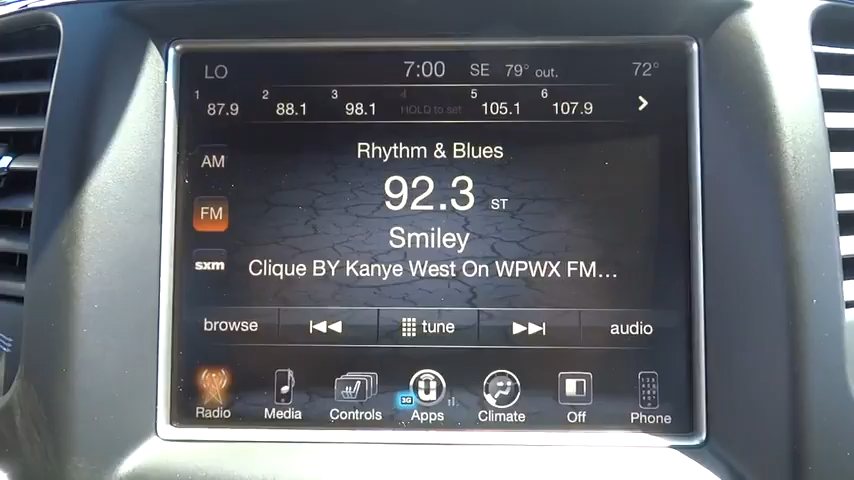 LO 7:00 SE 79° out. 72°
1 87.9 2 88.1 3 98.1 4 HOLD to set 5 105.1 6 107.9
Rhythm & Blues
AM
92.3 ST
FM
Smiley
sxm
Clique BY Kanye West On WPWX FM...
browse tune audio
3G
Radio Media Controls Apps Climate Off Phone